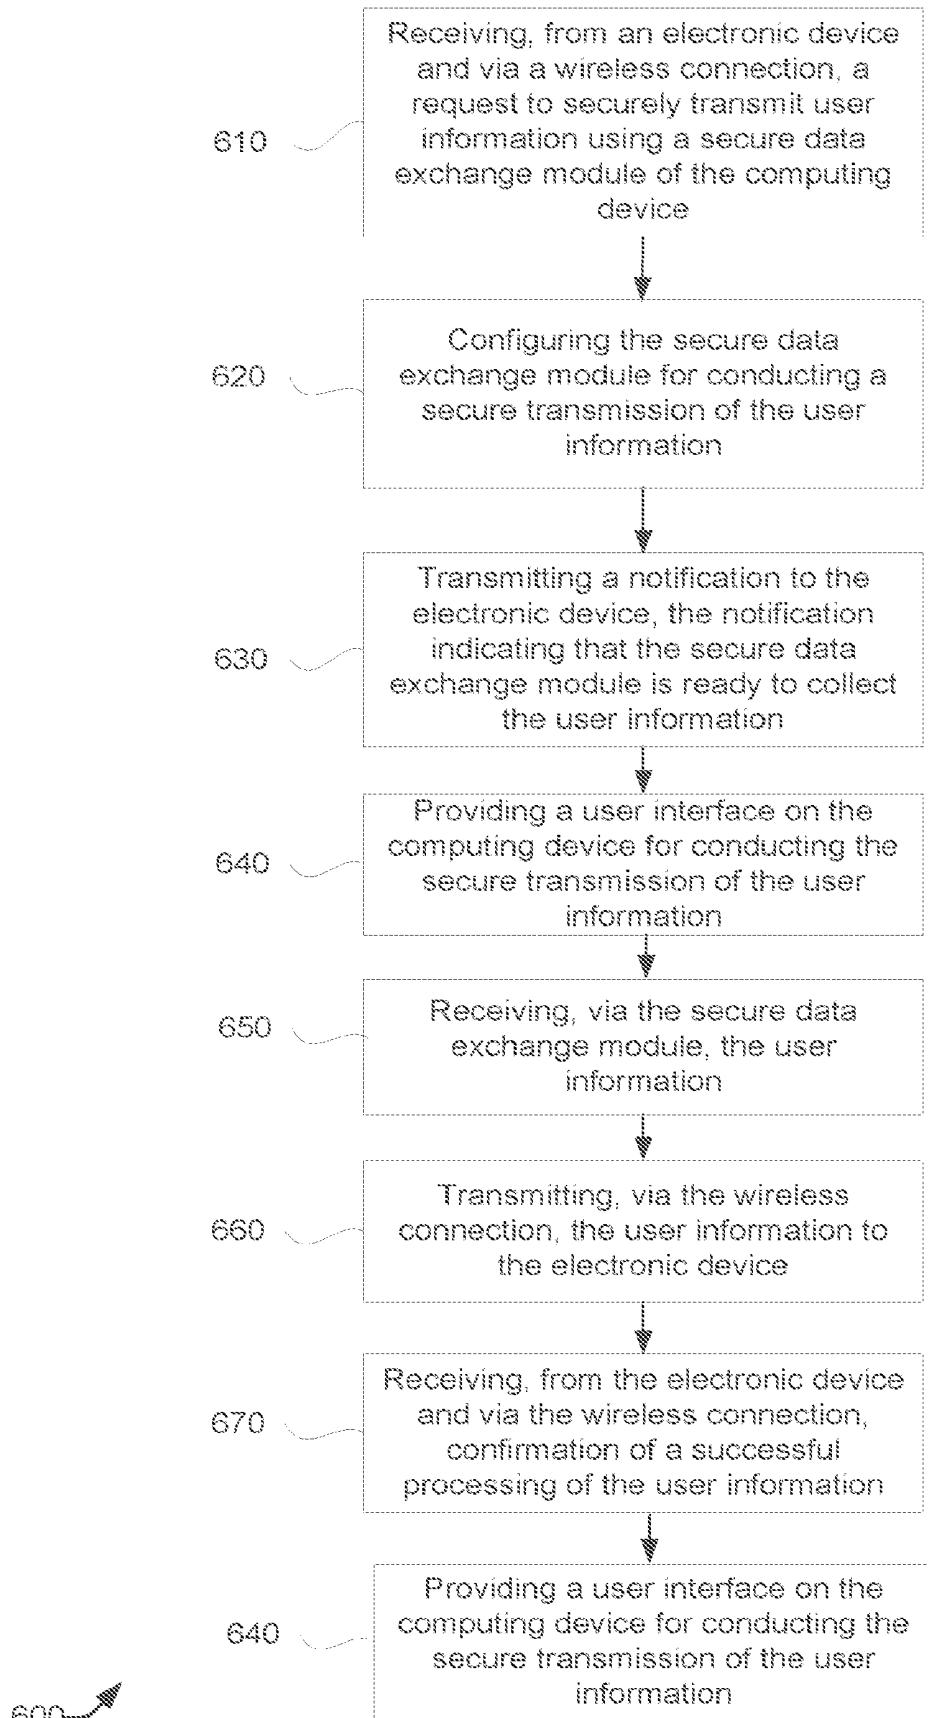 Receiving, from an electronic device
and via a wireless connection, a
request to securely transmit user
information using a secure data
exchange module of the computing
device
610
Configuring the secure data
exchange module for conducting a
secure transmission of the user
information
620
Transmitting a notification to the
electronic device, the notification
indicating that the secure data
exchange module is ready to collect
the user information
630
Providing a user interface on the
computing device for conducting the
secure transmission of the user
information
640
Receiving, via the secure data
exchange module, the user
information
650
Transmitting, via the wireless
connection, the user information to
the electronic device
660
Receiving, from the electronic device
and via the wireless connection,
confirmation of a successful
processing of the user information
670
Providing a user interface on the
computing device for conducting the
secure transmission of the user
information
640
600